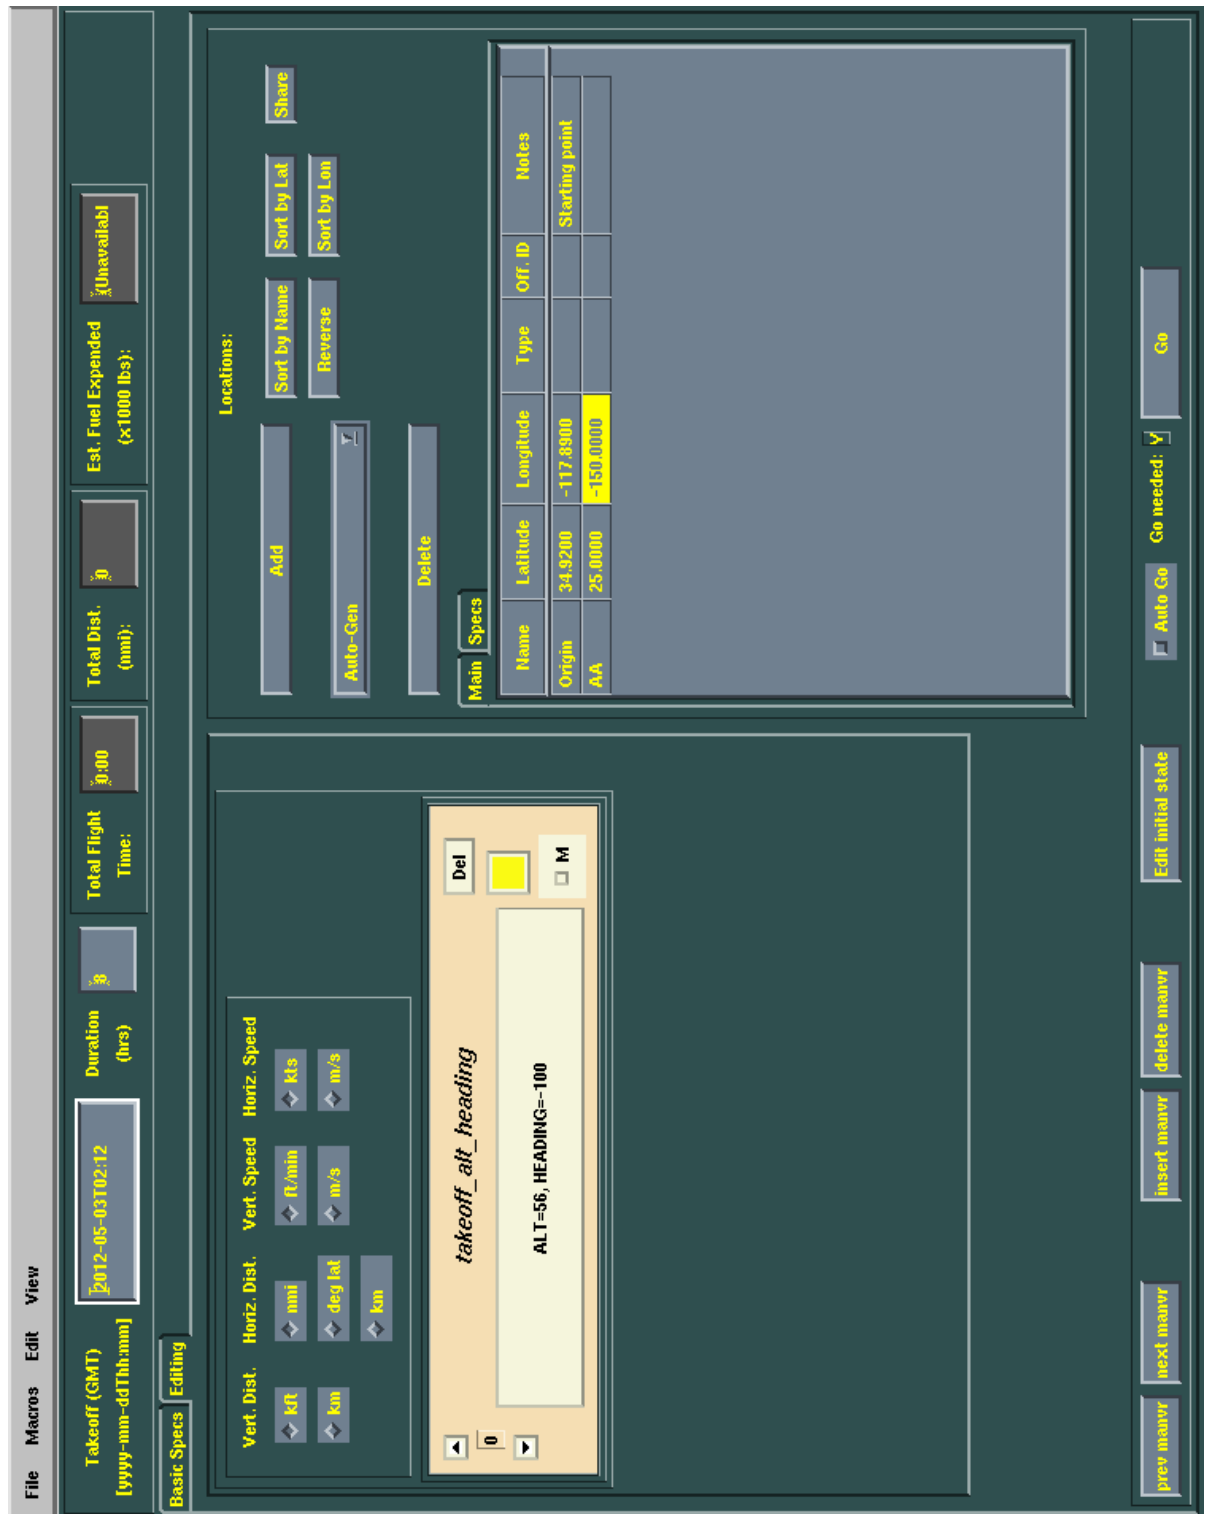 File Macros Edit View
Takeoff (GMT)
[yyyy-mm-ddThh:mm]
2012-05-03T02:12
Duration
(hrs)
8
Total Flight
Time:
0:00
Total Dist.
(nmi):
0
Est. Fuel Expended
(x1000 lbs):
(Unavailabl
Basic Specs Editing
Vert. Dist. Horiz. Dist. Vert. Speed Horiz. Speed
kft nmi ft/min kts
km deg lat m/s m/s
km
takeoff_alt_heading
Del
0
ALT=56, HEADING=-100
M
Locations:
Add Sort by Name Sort by Lat Share
Reverse Sort by Lon
Auto-Gen
Delete
Main Specs
Name Latitude Longitude Type Off. ID Notes
Origin 34.9200 -117.8900 Starting point
AA 25.0000 -150.0000
prev manvr next manvr insert manvr delete manvr Edit initial state Auto Go Go needed: Y Go